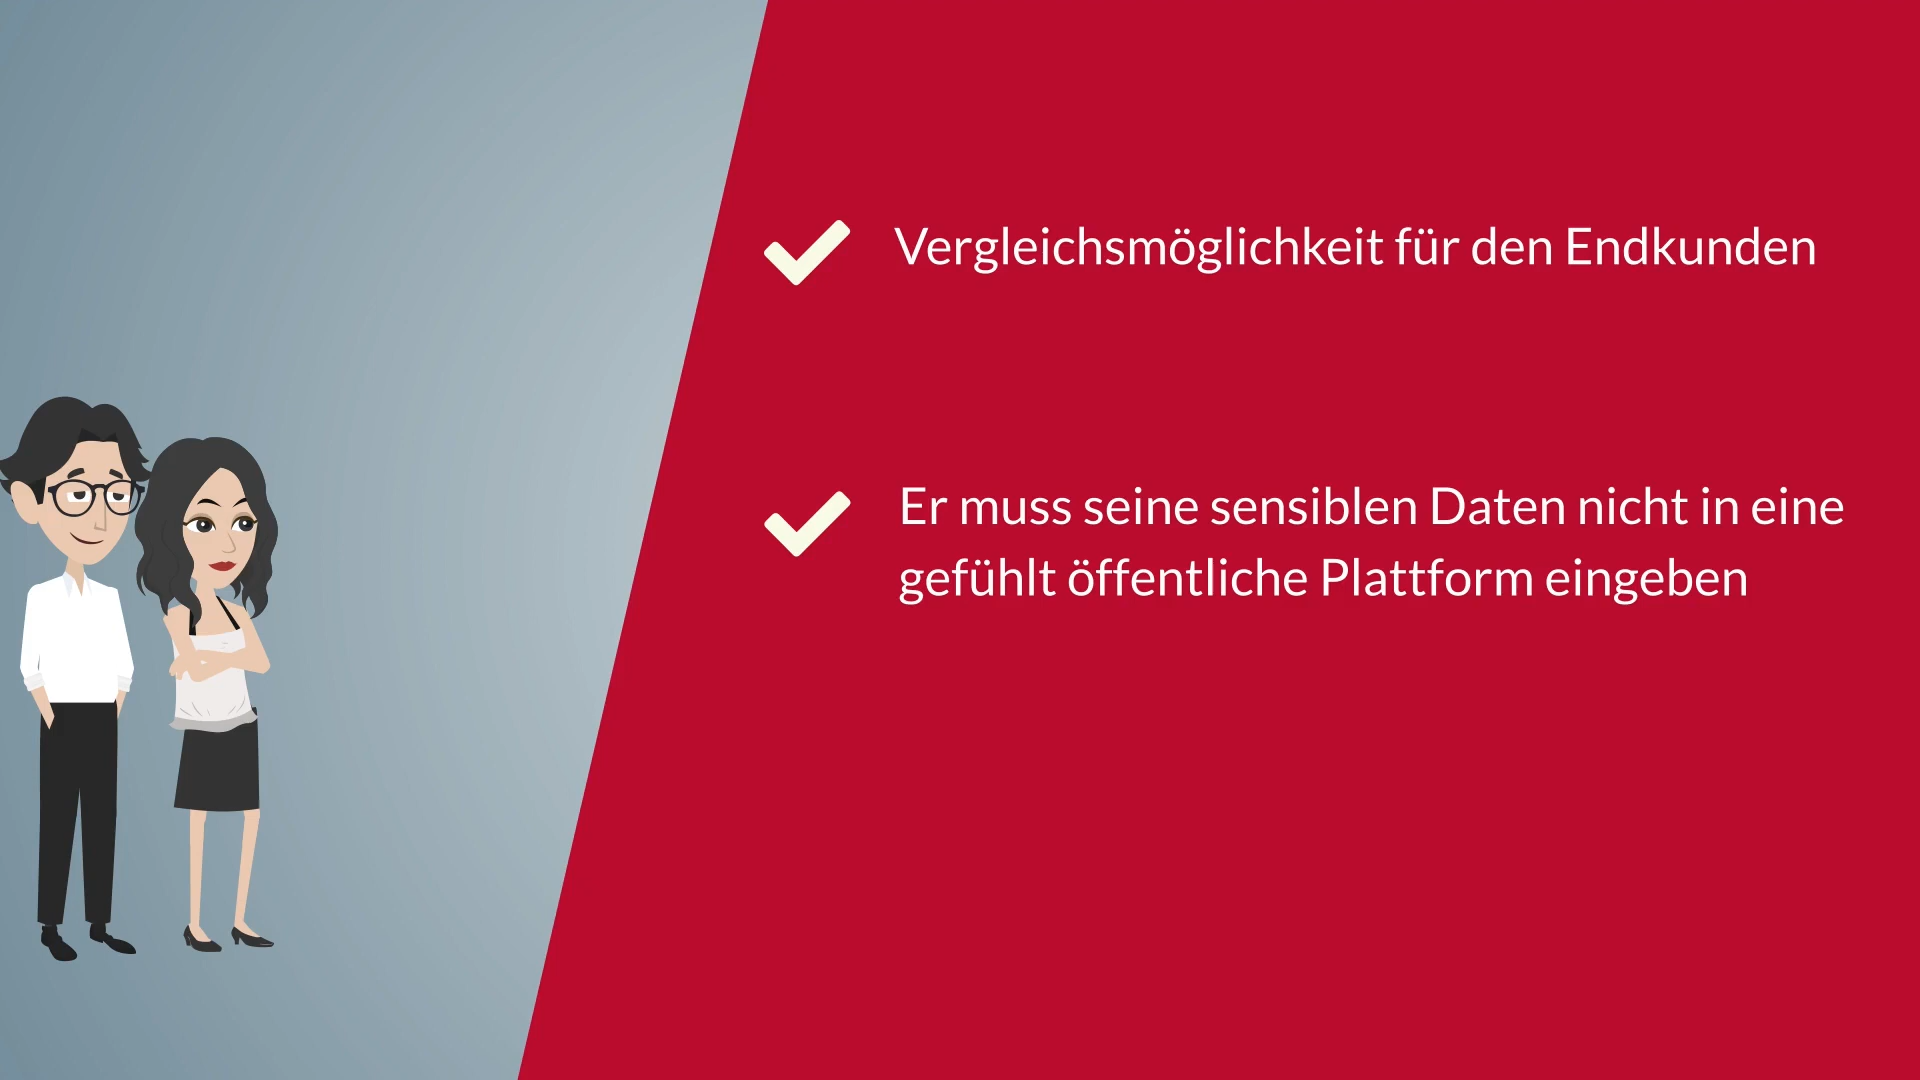 Vergleichsmöglichkeit für den Endkunden
Er muss seine sensiblen Daten nicht in eine
gefühlt öffentliche Plattform eingeben